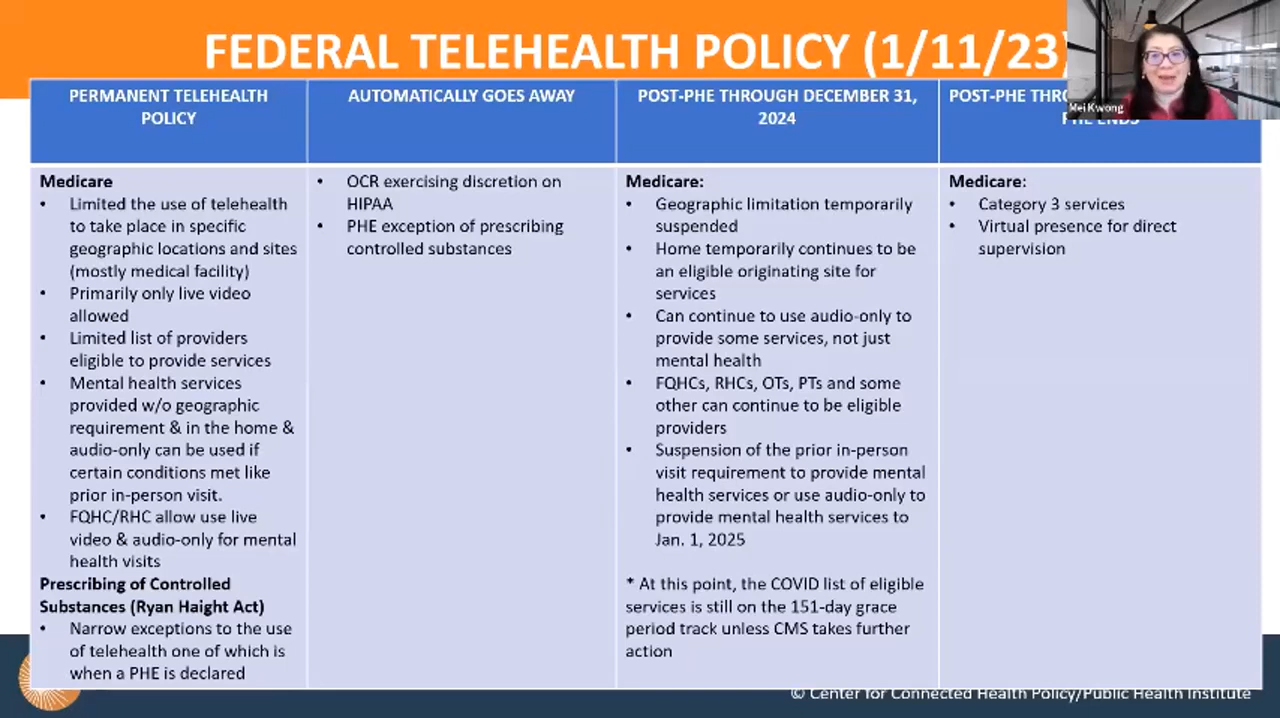 FEDERAL TELEHEALTH POLICY (1/11/23)
Mei Kwong
PERMANENT TELEHEALTH
POLICY
AUTOMATICALLY GOES AWAY
POST-PHE THROUGH DECEMBER 31,
2024
POST-PHE
PHE ENDS
Medicare
• Limited the use of telehealth
to take place in specific
geographic locations and sites
(mostly medical facility)
• Primarily only live video
allowed
• Limited list of providers
eligible to provide services
• Mental health services
provided w/o geographic
requirement & in the home &
audio-only can be used if
certain conditions met like
prior in-person visit.
• FQHC/RHC allow use live
video & audio-only for mental
health visits
Prescribing of Controlled
Substances (Ryan Haight Act)
• Narrow exceptions to the use
of telehealth one of which is
when a PHE is declared
• OCR exercising discretion on
HIPAA
• PHE exception of prescribing
controlled substances
Medicare:
• Geographic limitation temporarily
suspended
• Home temporarily continues to be
an eligible originating site for
services
• Can continue to use audio-only to
provide some services, not just
mental health
• FQHCs, RHCs, OTs, PTs and some
other can continue to be eligible
providers
• Suspension of the prior in-person
visit requirement to provide mental
health services or use audio-only to
provide mental health services to
Jan. 1, 2025
* At this point, the COVID list of eligible
services is still on the 151-day grace
period track unless CMS takes further
action
Medicare:
• Category 3 services
• Virtual presence for direct
supervision
© Center for Connected Health Policy/Public Health Institute